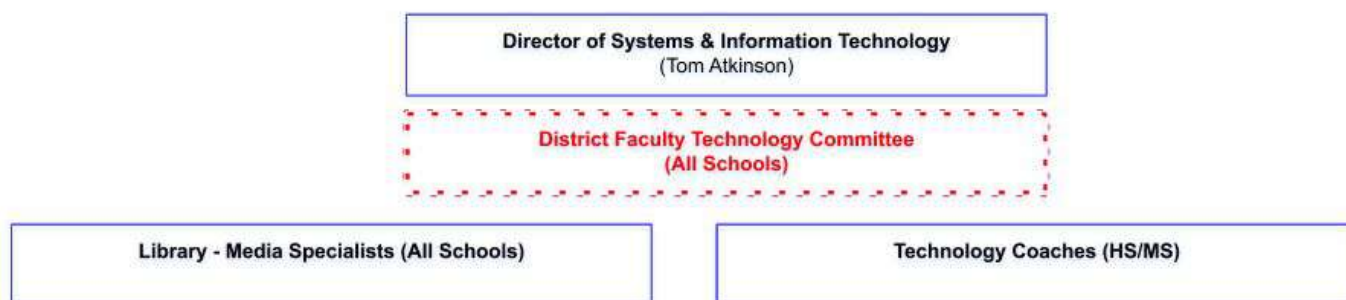 Director of Systems & Information Technology
(Tom Atkinson)
District Faculty Technology Committee
(All Schools)
Library - Media Specialists (All Schools)
Technology Coaches (HS/MS)